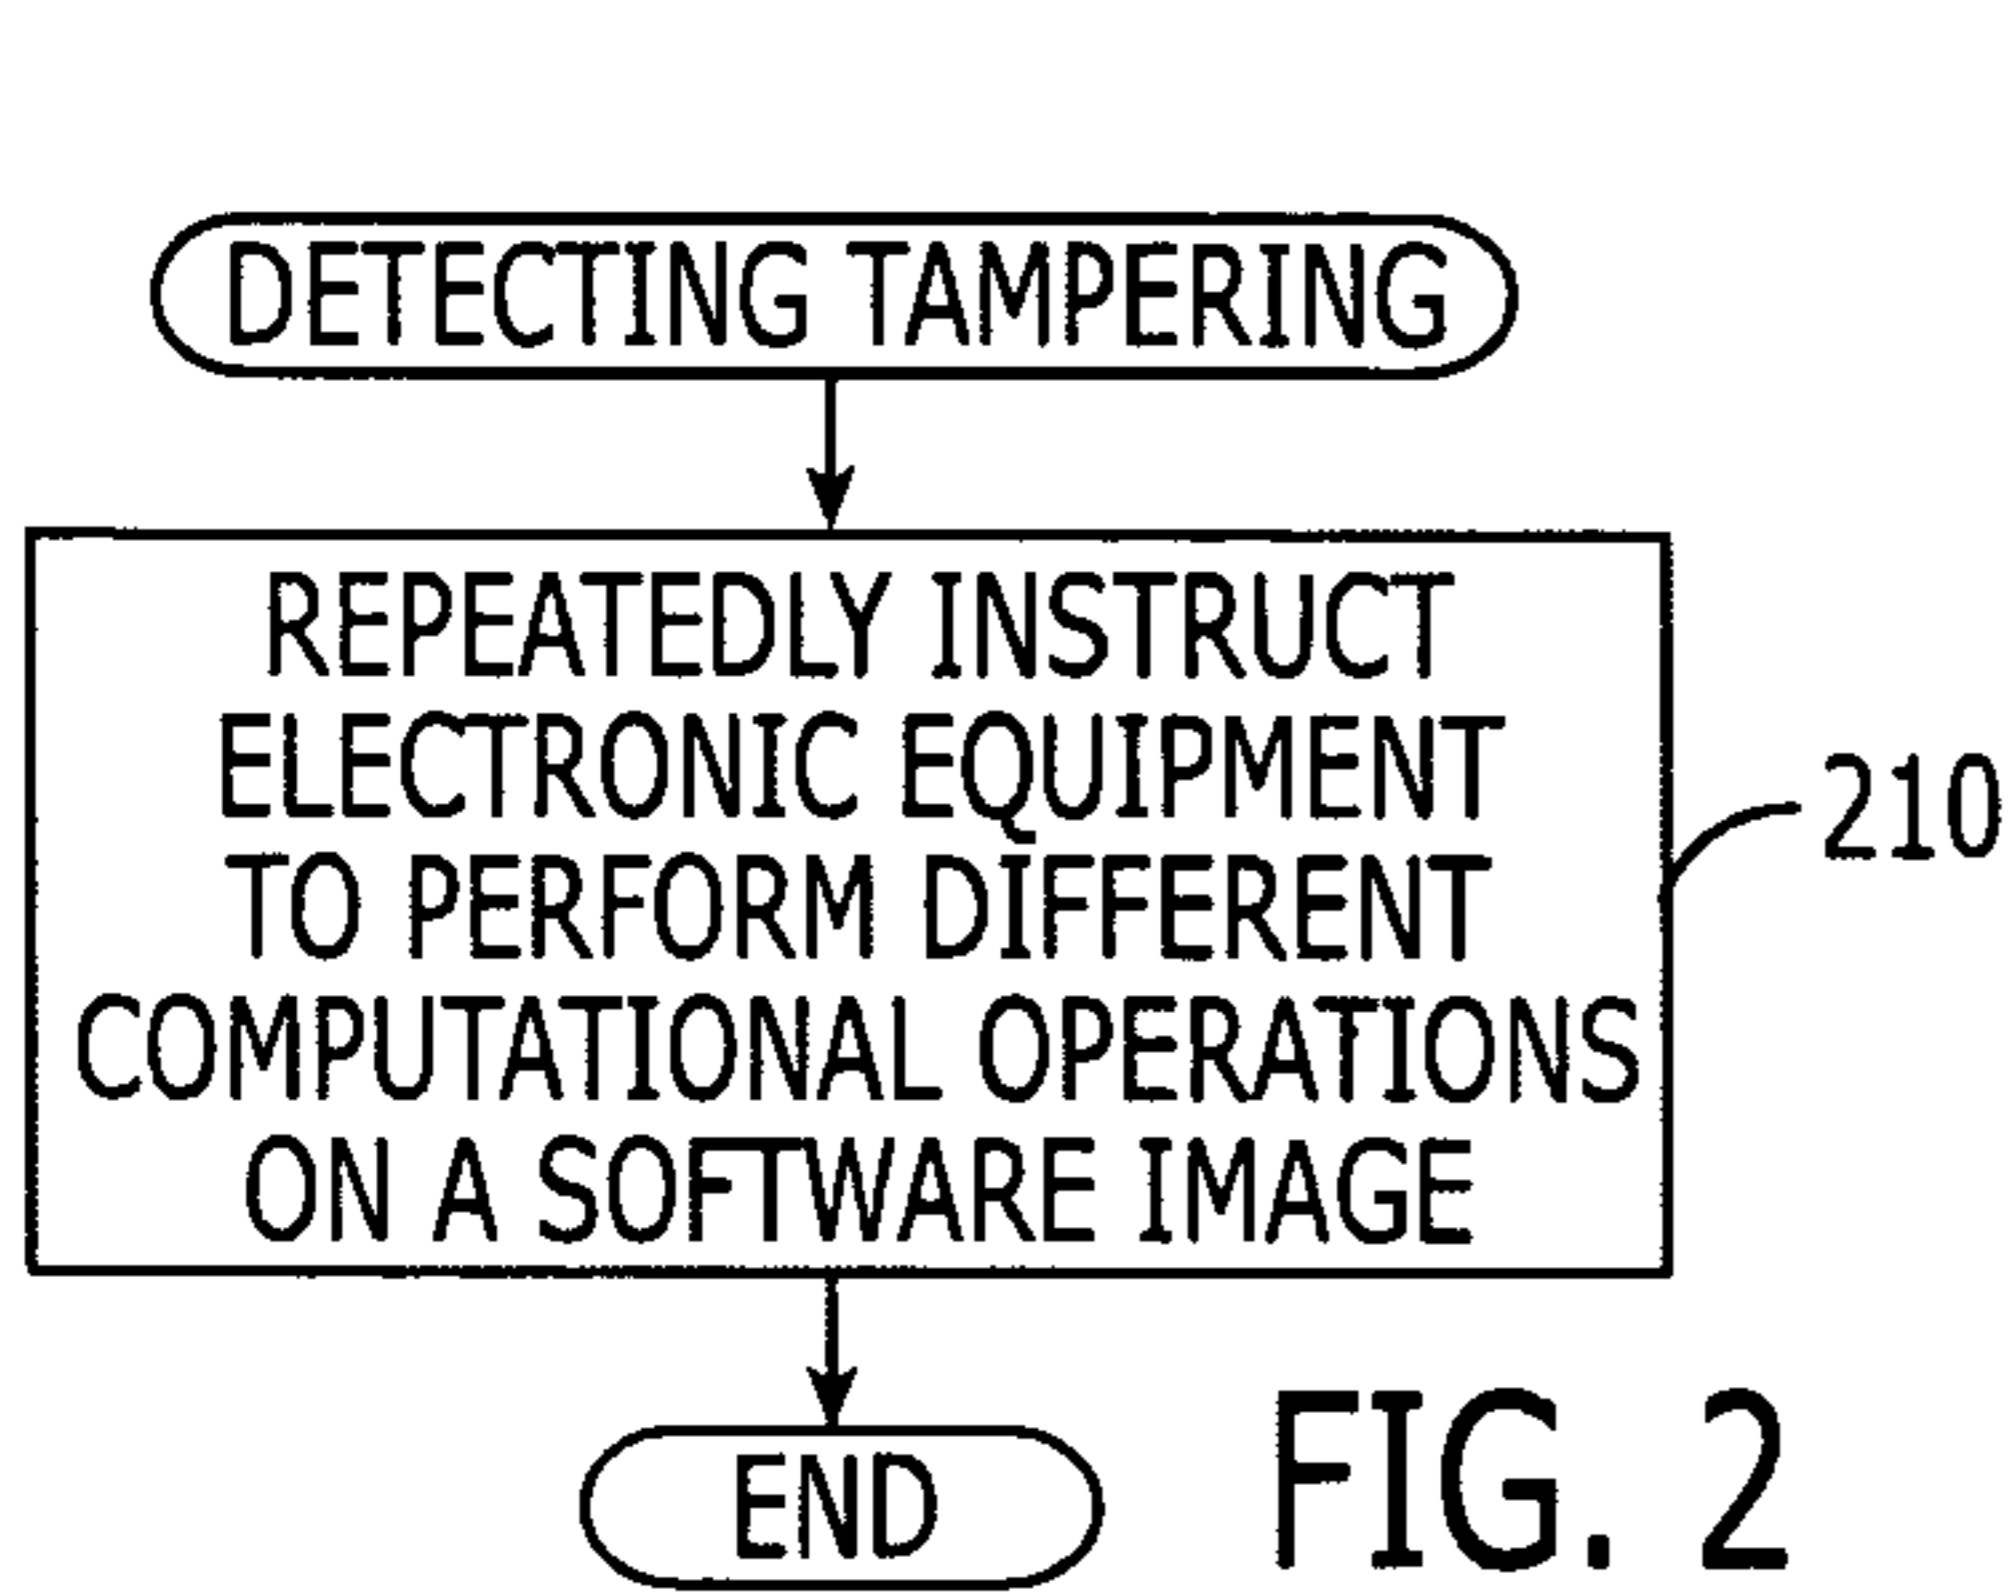 DETECTING TAMPERING
REPEATEDLY INSTRUCT
ELECTRONIC EQUIPMENT
TO PERFORM DIFFERENT
COMPUTATIONAL OPERATIONS
ON A SOFTWARE IMAGE
210
END
FIG. 2